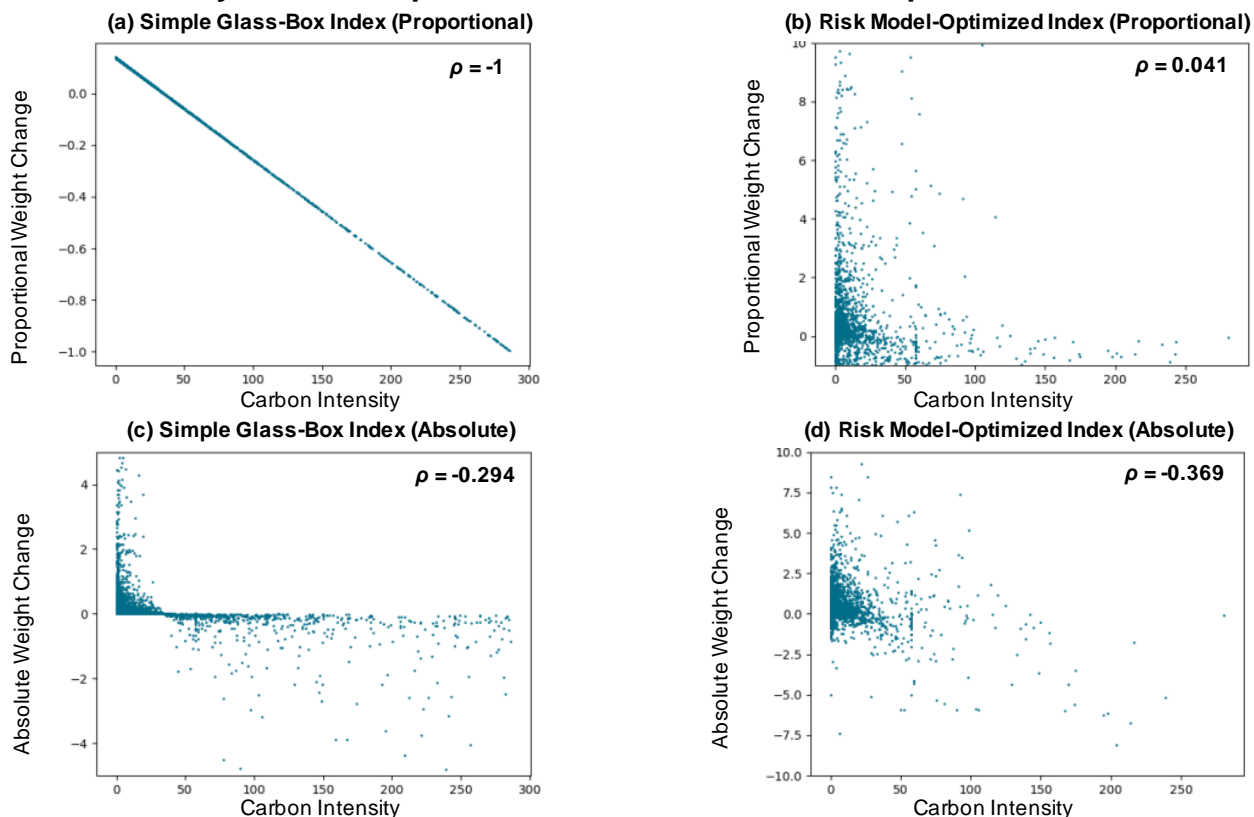 (a) Simple Glass-Box Index (Proportional)
ρ = -1
Proportional Weight Change
0.0
−0.2
−0.4
−0.6
−0.8
−1.0
0 50 100 150 200 250 300
Carbon Intensity
(b) Risk Model-Optimized Index (Proportional)
ρ = 0.041
Proportional Weight Change
10
8
6
4
2
0
0 50 100 150 200 250
Carbon Intensity
(c) Simple Glass-Box Index (Absolute)
ρ = -0.294
Absolute Weight Change
4
2
0
−2
−4
0 50 100 150 200 250 300
Carbon Intensity
(d) Risk Model-Optimized Index (Absolute)
ρ = -0.369
Absolute Weight Change
10.0
7.5
5.0
2.5
0.0
−2.5
−5.0
−7.5
−10.0
0 50 100 150 200 250
Carbon Intensity